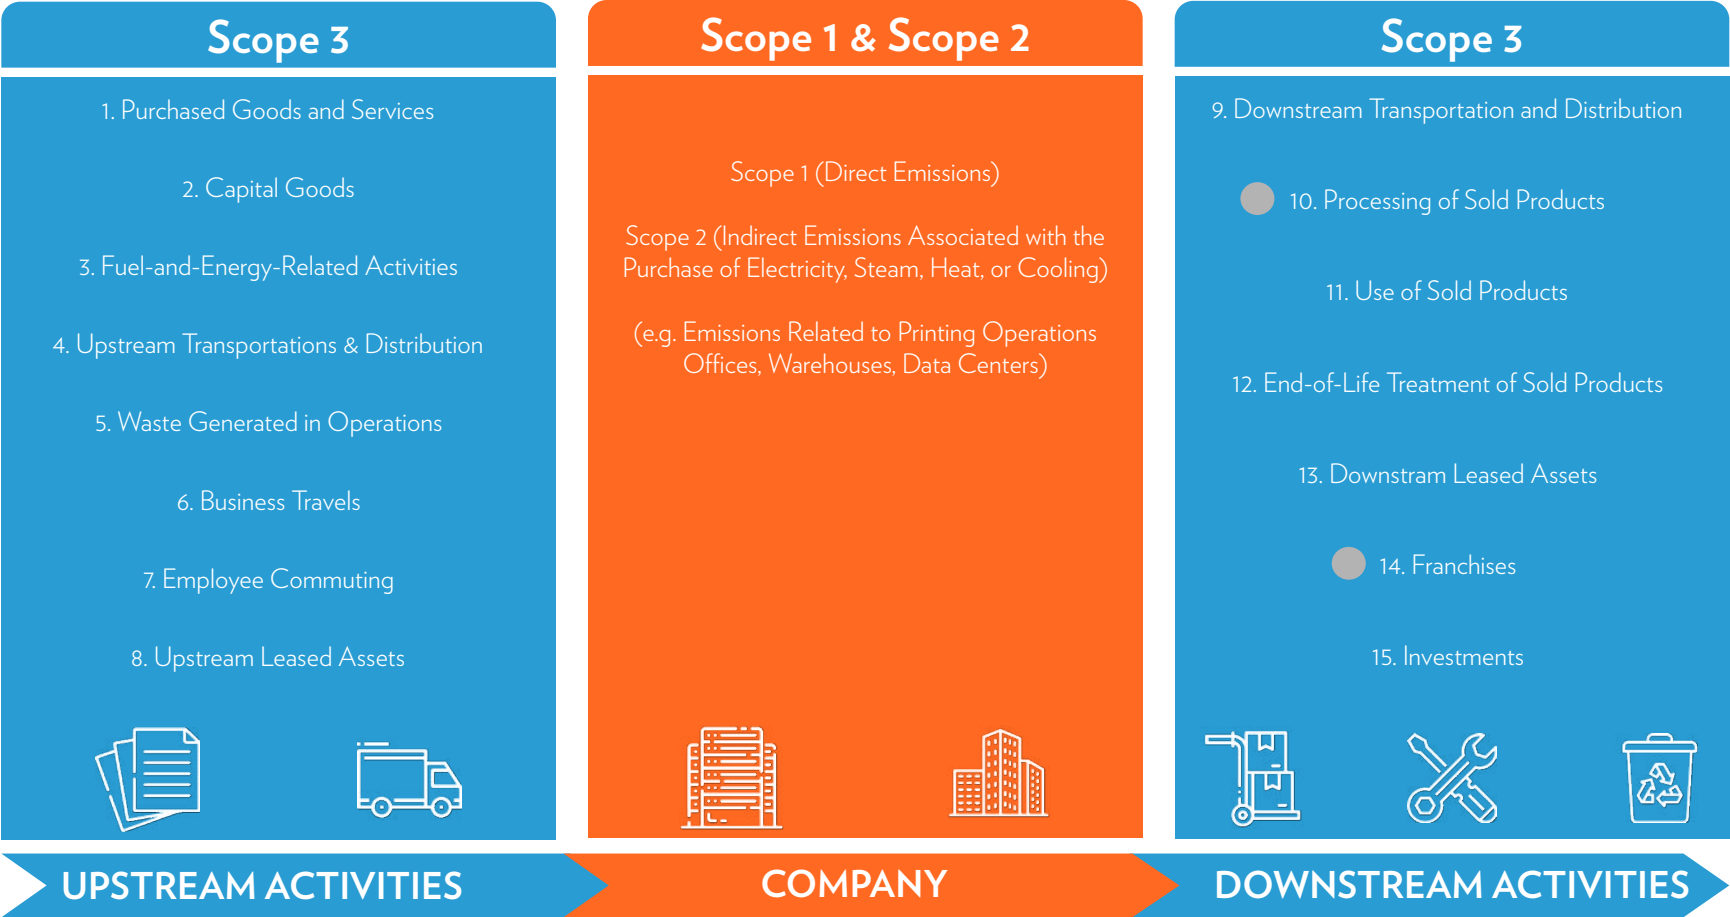 Scope 3
1. Purchased Goods and Services
2. Capital Goods
3. Fuel-and-Energy-Related Activities
4. Upstream Transportations & Distribution
5. Waste Generated in Operations
6. Business Travels
7. Employee Commuting
8. Upstream Leased Assets
UPSTREAM ACTIVITIES
Scope 1 & Scope 2
Scope 1 (Direct Emissions)
Scope 2 (Indirect Emissions Associated with the
Purchase of Electricity, Steam, Heat, or Cooling)
(e.g. Emissions Related to Printing Operations
Offices, Warehouses, Data Centers)
COMPANY
Scope 3
9. Downstream Transportation and Distribution
10. Processing of Sold Products
11. Use of Sold Products
12. End-of-Life Treatment of Sold Products
13. Downstram Leased Assets
14. Franchises
15. Investments
DOWNSTREAM ACTIVITIES